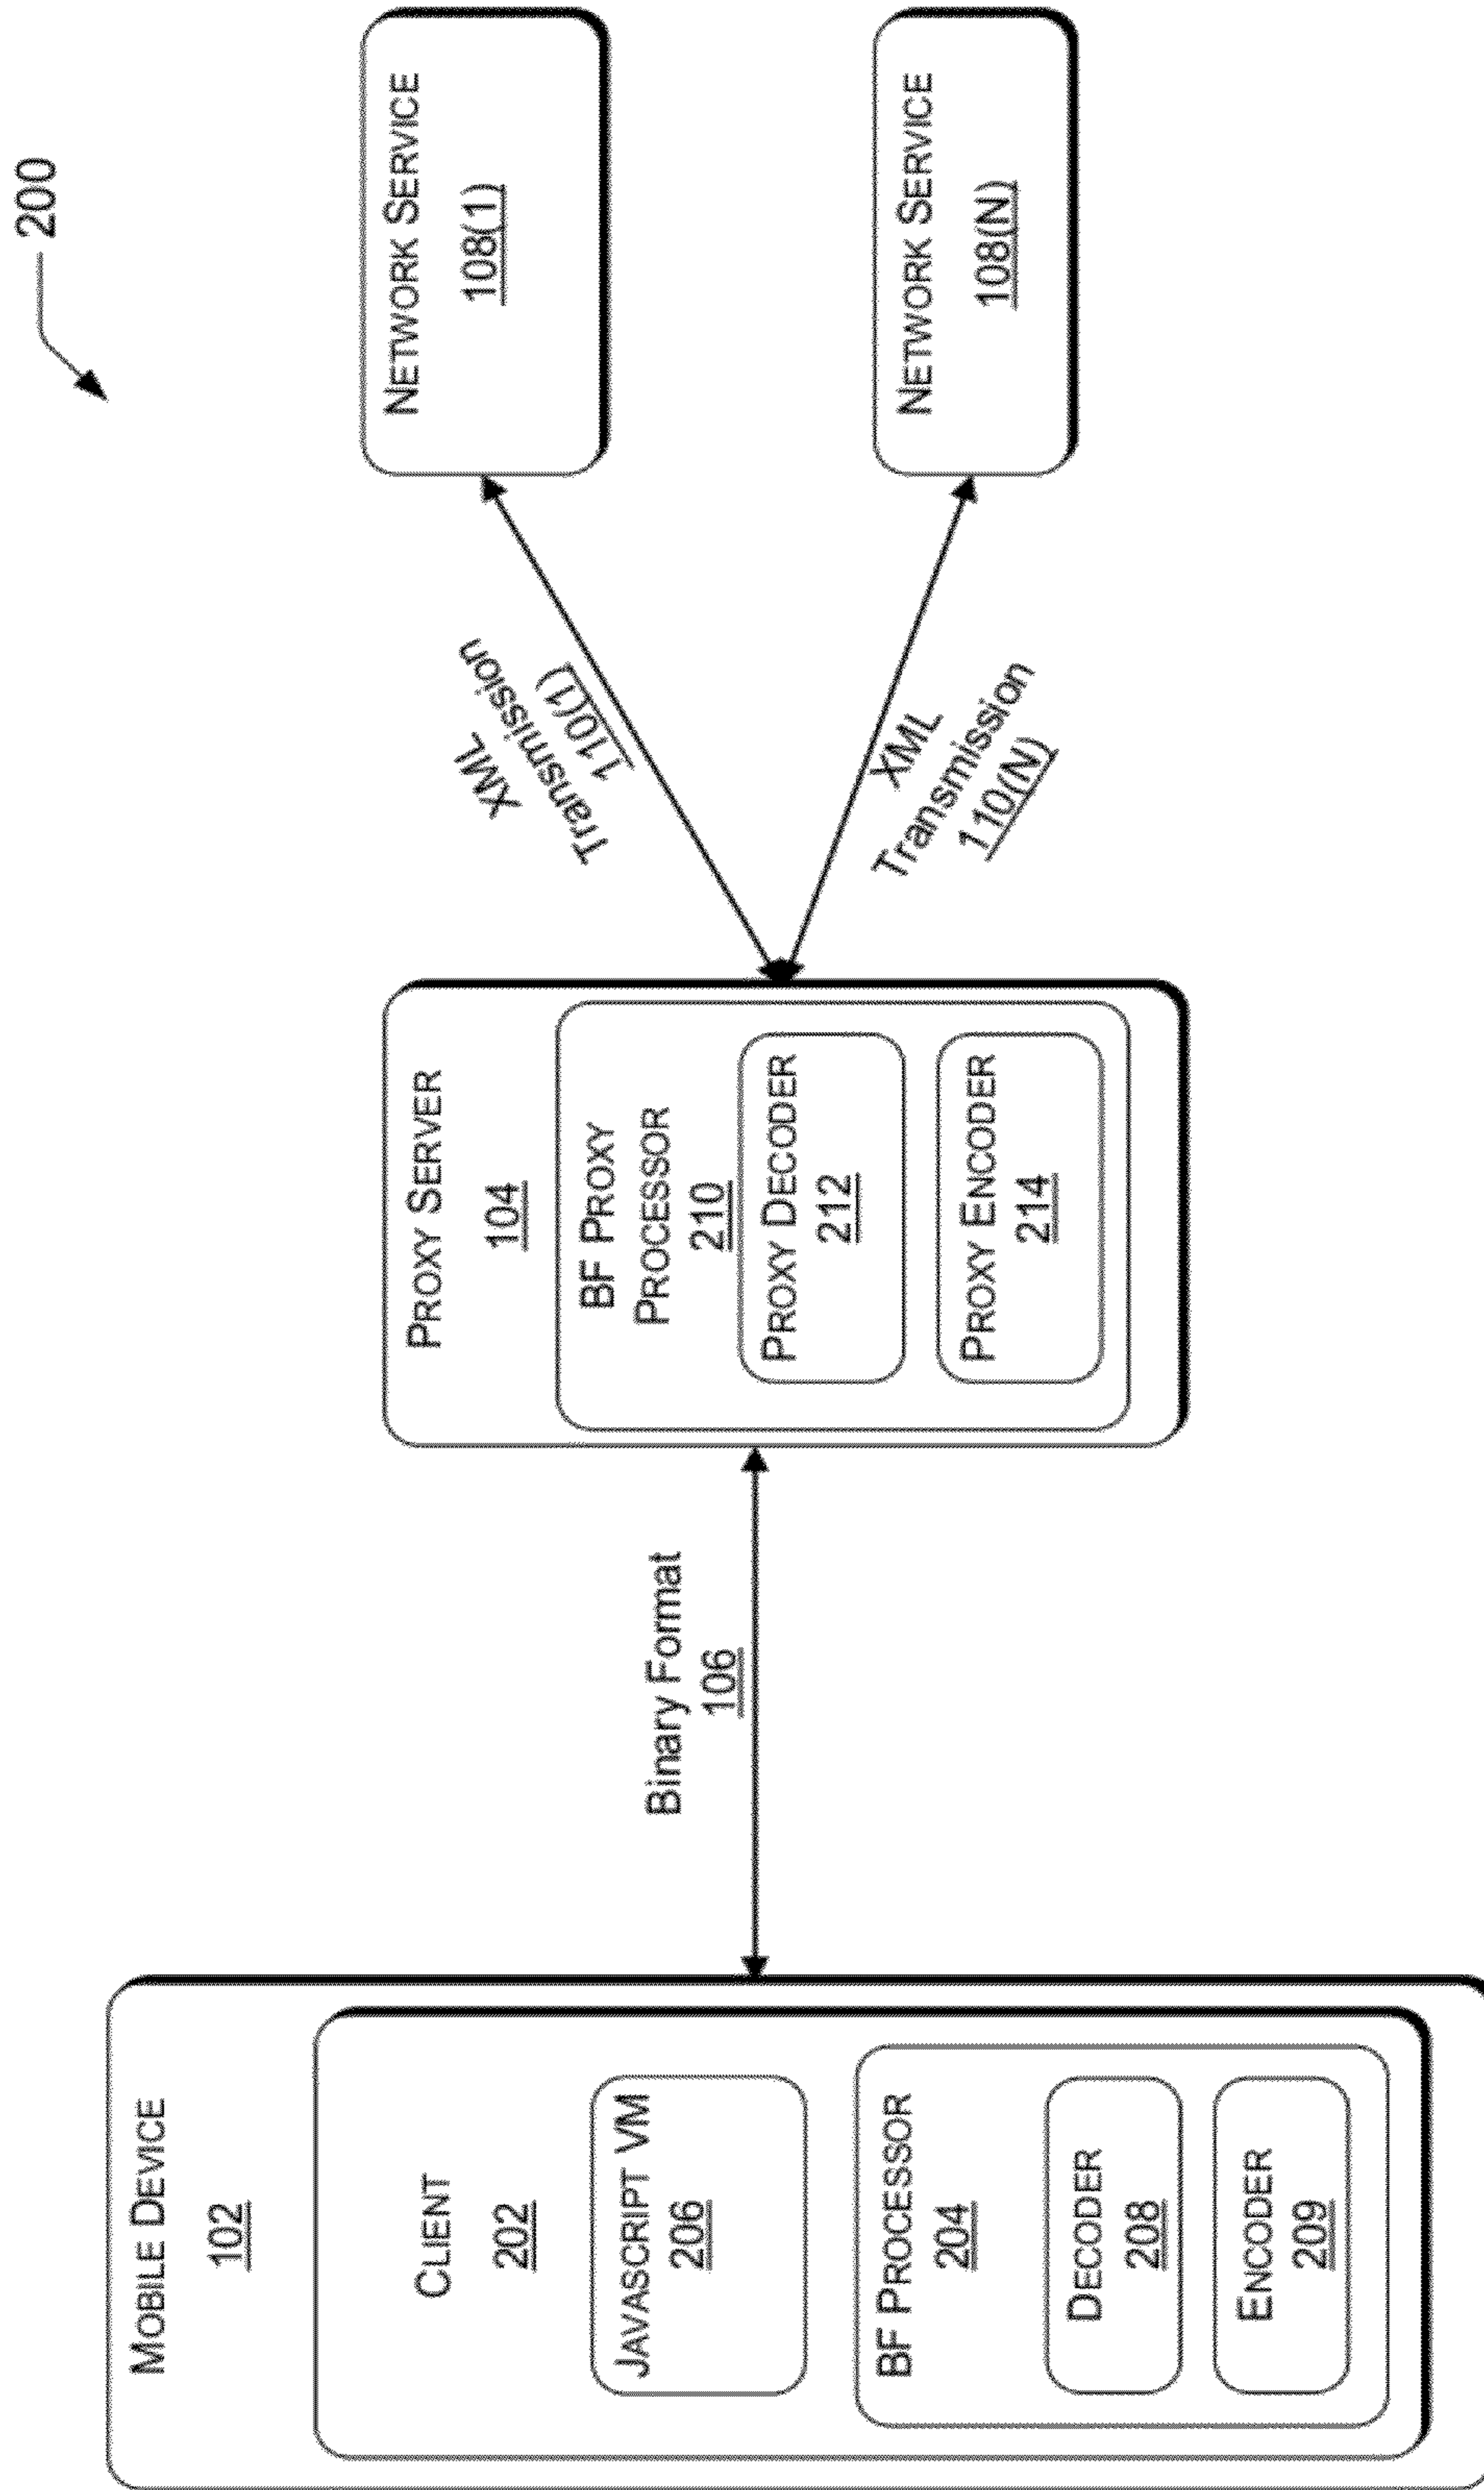 200
MOBILE DEVICE
102
CLIENT
202
JAVASCRIPT VM
206
BF PROCESSOR
204
DECODER
208
ENCODER
209
Binary Format
106
PROXY SERVER
104
BF PROXY
PROCESSOR
210
PROXY DECODER
212
PROXY ENCODER
214
XML
Transmission
110(1)
XML
Transmission
110(N)
NETWORK SERVICE
108(1)
NETWORK SERVICE
108(N)